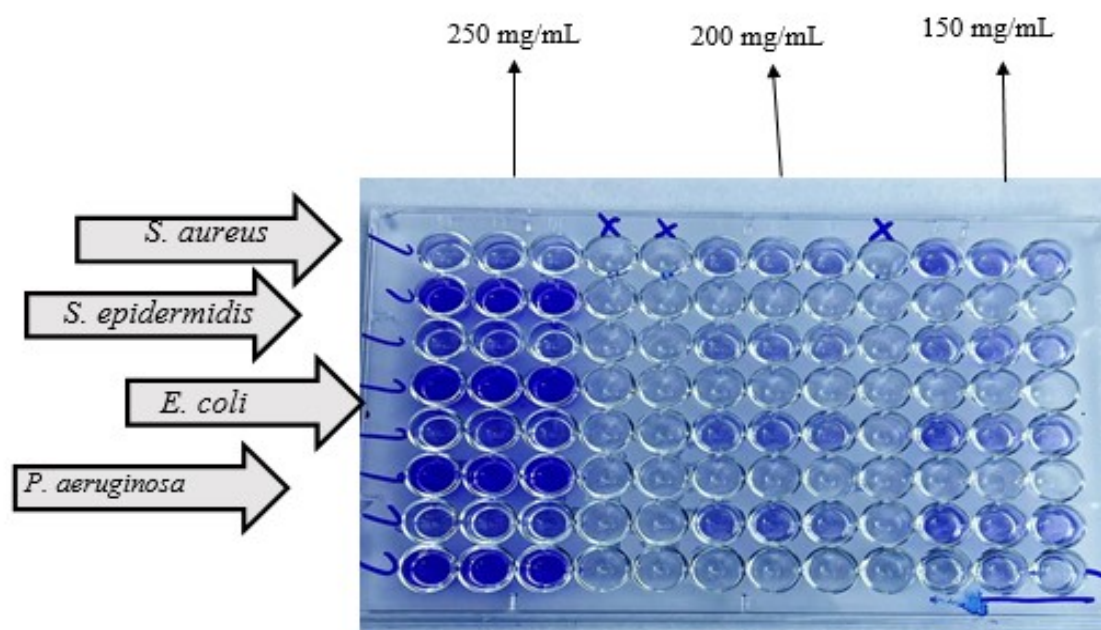 250 mg/mL
200 mg/mL
150 mg/mL
x x x
S. aureus
S. epidermidis
E. coli
P. aeruginosa